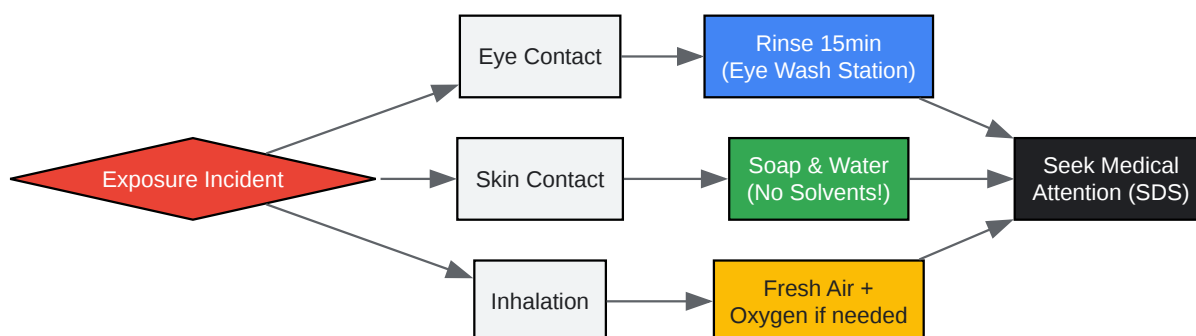 Exposure Incident
Eye Contact
Rinse 15min
(Eye Wash Station)
Skin Contact
Soap & Water
(No Solvents!)
Inhalation
Fresh Air +
Oxygen if needed
Seek Medical
Attention (SDS)